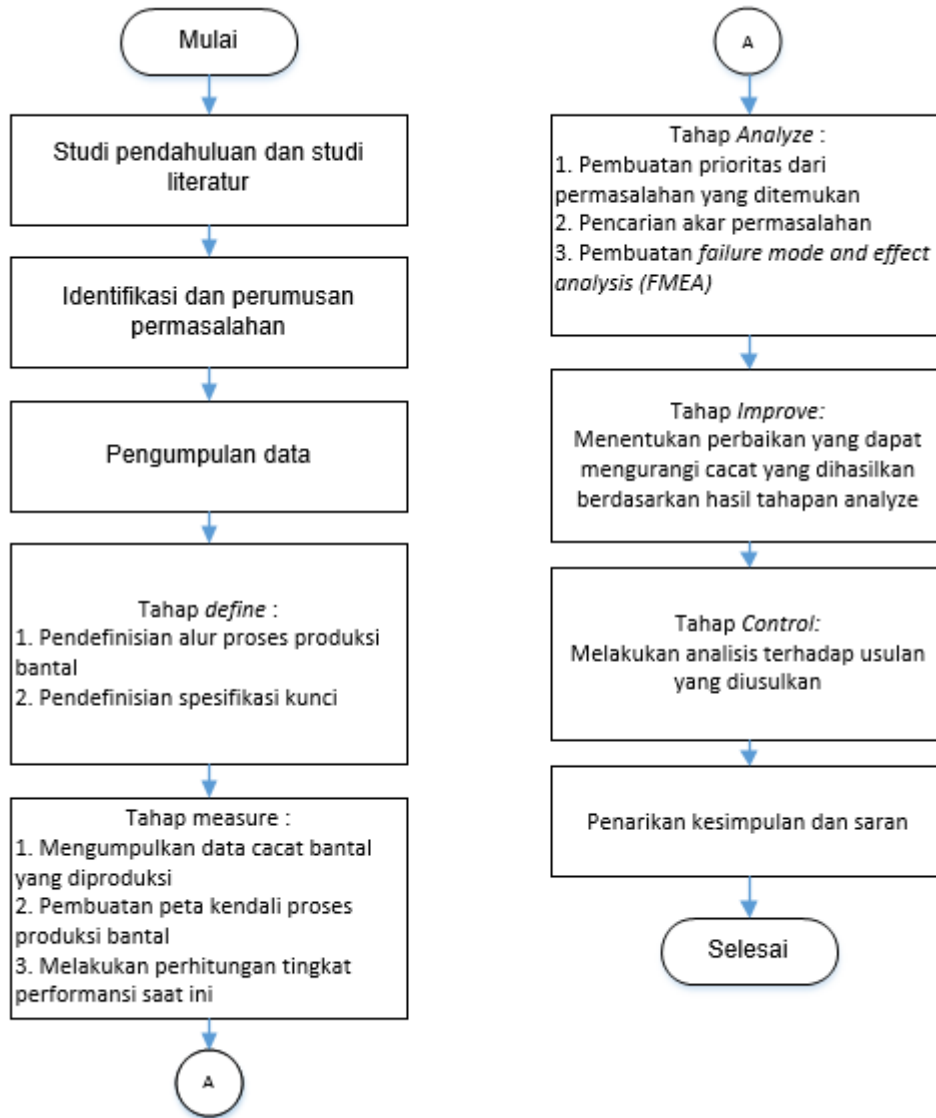 Mulai
Studi pendahuluan dan studi
literatur
Identifikasi dan perumusan
permasalahan
Pengumpulan data
Tahap define :
1. Pendefinisian alur proses produksi
bantal
2. Pendefinisian spesifikasi kunci
Tahap measure :
1. Mengumpulkan data cacat bantal
yang diproduksi
2. Pembuatan peta kendali proses
produksi bantal
3. Melakukan perhitungan tingkat
performansi saat ini
A
A
Tahap Analyze :
1. Pembuatan prioritas dari
permasalahan yang ditemukan
2. Pencarian akar permasalahan
3. Pembuatan failure mode and effect
analysis (FMEA)
Tahap Improve:
Menentukan perbaikan yang dapat
mengurangi cacat yang dihasilkan
berdasarkan hasil tahapan analyze
Tahap Control:
Melakukan analisis terhadap usulan
yang diusulkan
Penarikan kesimpulan dan saran
Selesai